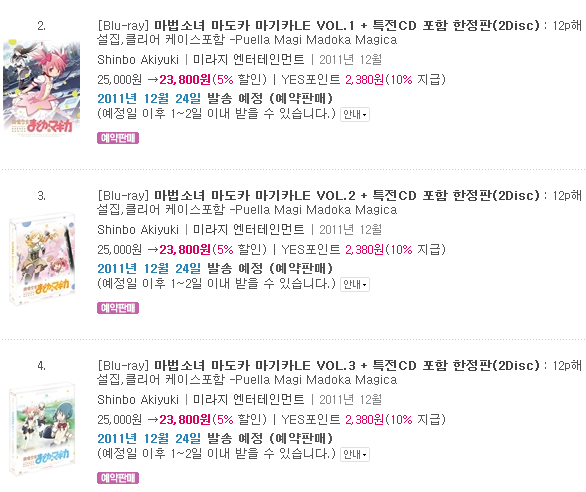 2.
[Blu-ray] 마법소녀 마도카 마기카LE VOL.1 + 특전CD 포함 한정판(2Disc) : 12p해
설집,클리어 케이스포함 -Puella Magi Madoka Magica
Shinbo Akiyuki | 미라지 엔터테인먼트 | 2011년 12월
25,000원 →23,800원(5% 할인) | YES포인트 2,380원(10% 지급)
2011년 12월 24일 발송 예정 (예약판매)
(예정일 이후 1~2일 이내 받을 수 있습니다.) 안내
예약판매
3.
[Blu-ray] 마법소녀 마도카 마기카LE VOL.2 + 특전CD 포함 한정판(2Disc) : 12p해
설집,클리어 케이스포함 -Puella Magi Madoka Magica
Shinbo Akiyuki | 미라지 엔터테인먼트 | 2011년 12월
25,000원 →23,800원(5% 할인) | YES포인트 2,380원(10% 지급)
2011년 12월 24일 발송 예정 (예약판매)
(예정일 이후 1~2일 이내 받을 수 있습니다.) 안내
예약판매
4.
[Blu-ray] 마법소녀 마도카 마기카LE VOL.3 + 특전CD 포함 한정판(2Disc) : 12p해
설집,클리어 케이스포함 -Puella Magi Madoka Magica
Shinbo Akiyuki | 미라지 엔터테인먼트 | 2011년 12월
25,000원 →23,800원(5% 할인) | YES포인트 2,380원(10% 지급)
2011년 12월 24일 발송 예정 (예약판매)
(예정일 이후 1~2일 이내 받을 수 있습니다.) 안내
예약판매